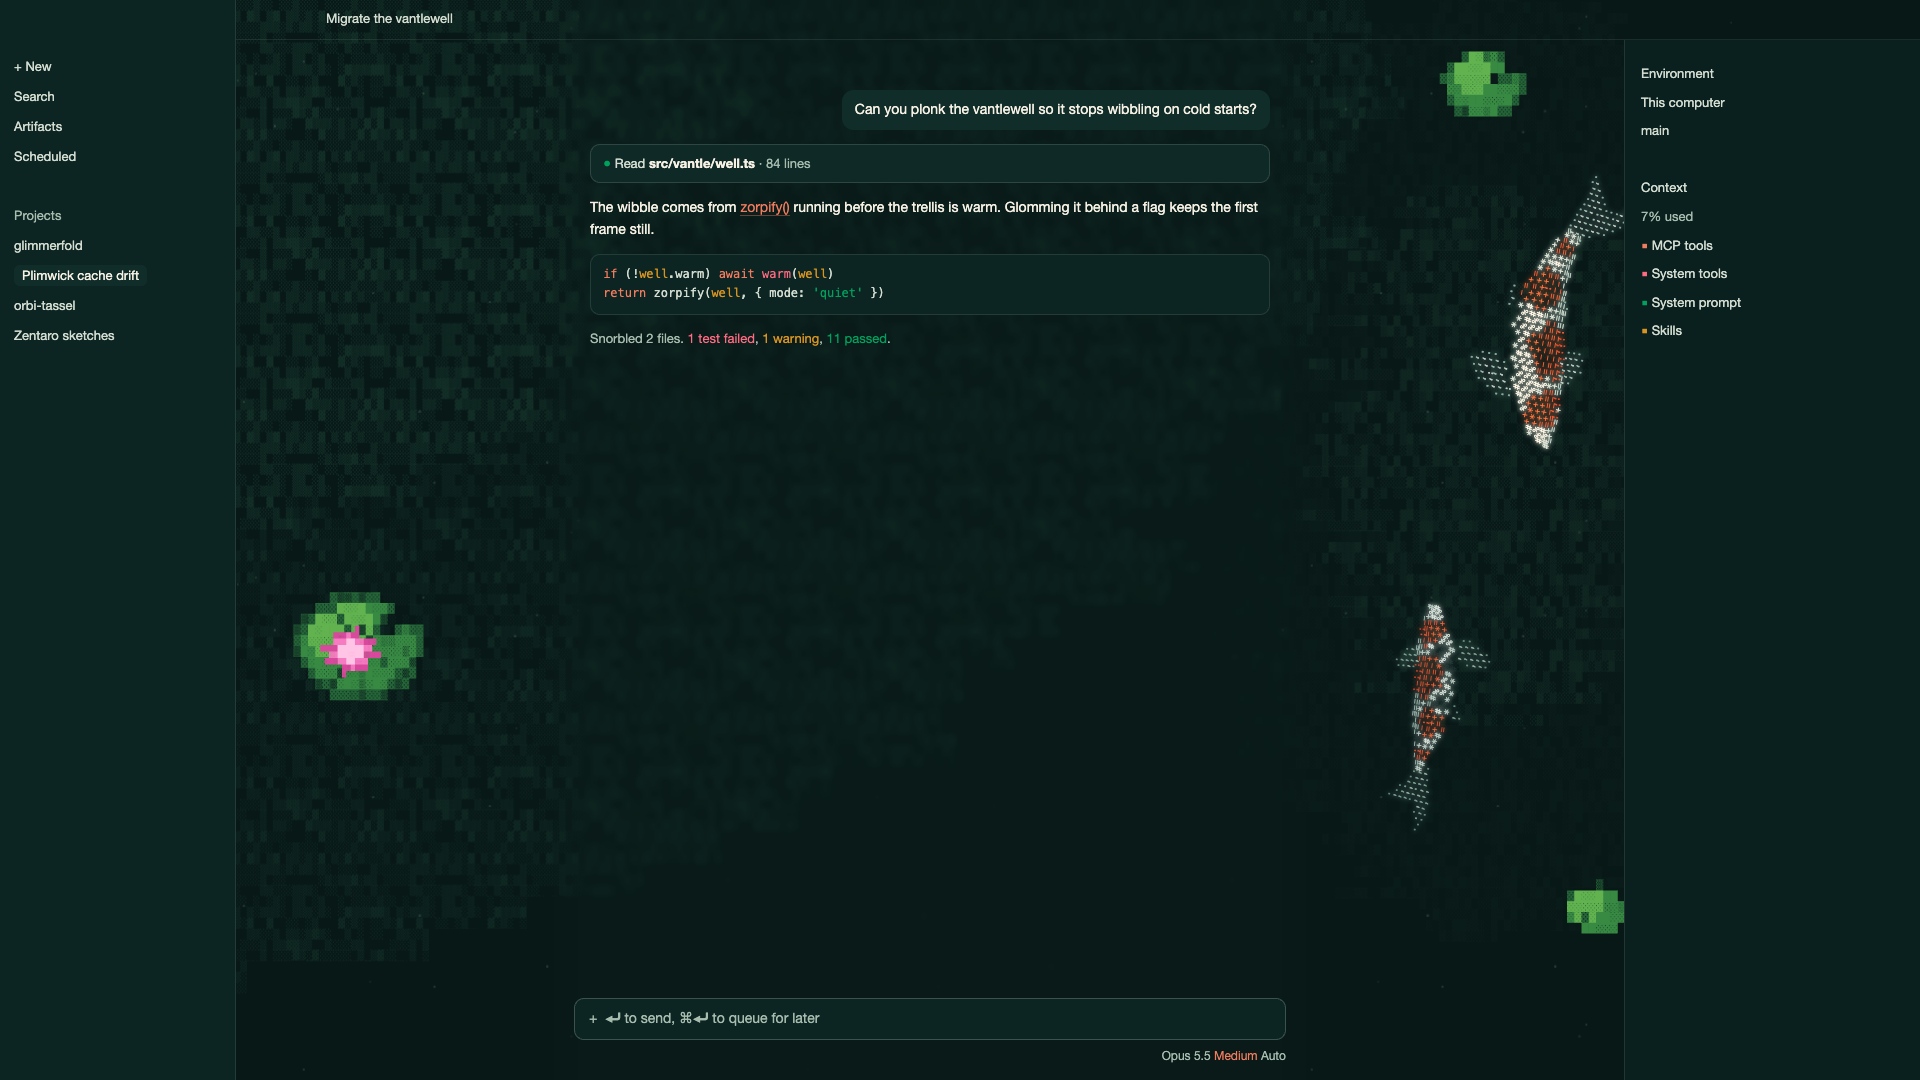 Migrate the vantlewell
+ New
Search
Artifacts
Scheduled
Projects
glimmerfold
Plimwick cache drift
orbi-tassel
Zentaro sketches
Can you plonk the vantlewell so it stops wibbling on cold starts?
Read src/vantle/well.ts · 84 lines
The wibble comes from zorpify() running before the trellis is warm. Glomming it behind a flag keeps the first
frame still.
if (!well.warm) await warm(well)
return zorpify(well, { mode: 'quiet' })
Snorbled 2 files. 1 test failed, 1 warning, 11 passed.
+ ↵ to send, ⌘↵ to queue for later
Opus 5.5 Medium Auto
Environment
This computer
main
Context
7% used
MCP tools
System tools
System prompt
Skills